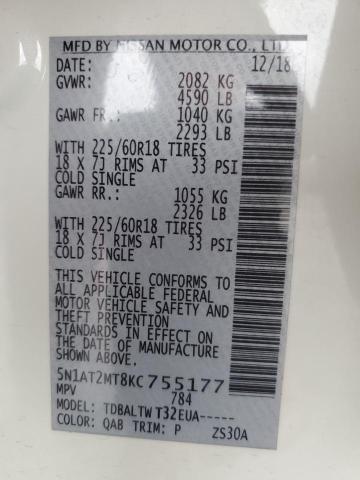 MFD BY NISSAN MOTOR CO., LTD
DATE: 12/18
GVWR: 2082 KG
4590 LB
GAWR FR.: 1040 KG
2293 LB
WITH 225/60R18 TIRES
18 X 7J RIMS AT 33 PSI
COLD SINGLE
GAWR RR.: 1055 KG
2326 LB
WITH 225/60R18 TIRES
18 X 7J RIMS AT 33 PSI
COLD SINGLE
THIS VEHICLE CONFORMS TO
ALL APPLICABLE FEDERAL
MOTOR VEHICLE SAFETY AND
THEFT PREVENTION
STANDARDS IN EFFECT ON
THE DATE OF MANUFACTURE
SHOWN ABOVE.
5N1AT2MT8KC755177
MPV 784
MODEL: TDBALTW T32EUA-----
COLOR: QAB TRIM: P ZS30A